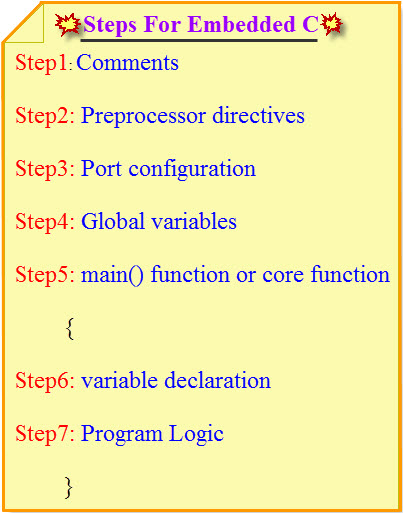 Steps For Embedded C
Step1: Comments
Step2: Preprocessor directives
Step3: Port configuration
Step4: Global variables
Step5: main() function or core function
{
Step6: variable declaration
Step7: Program Logic
}